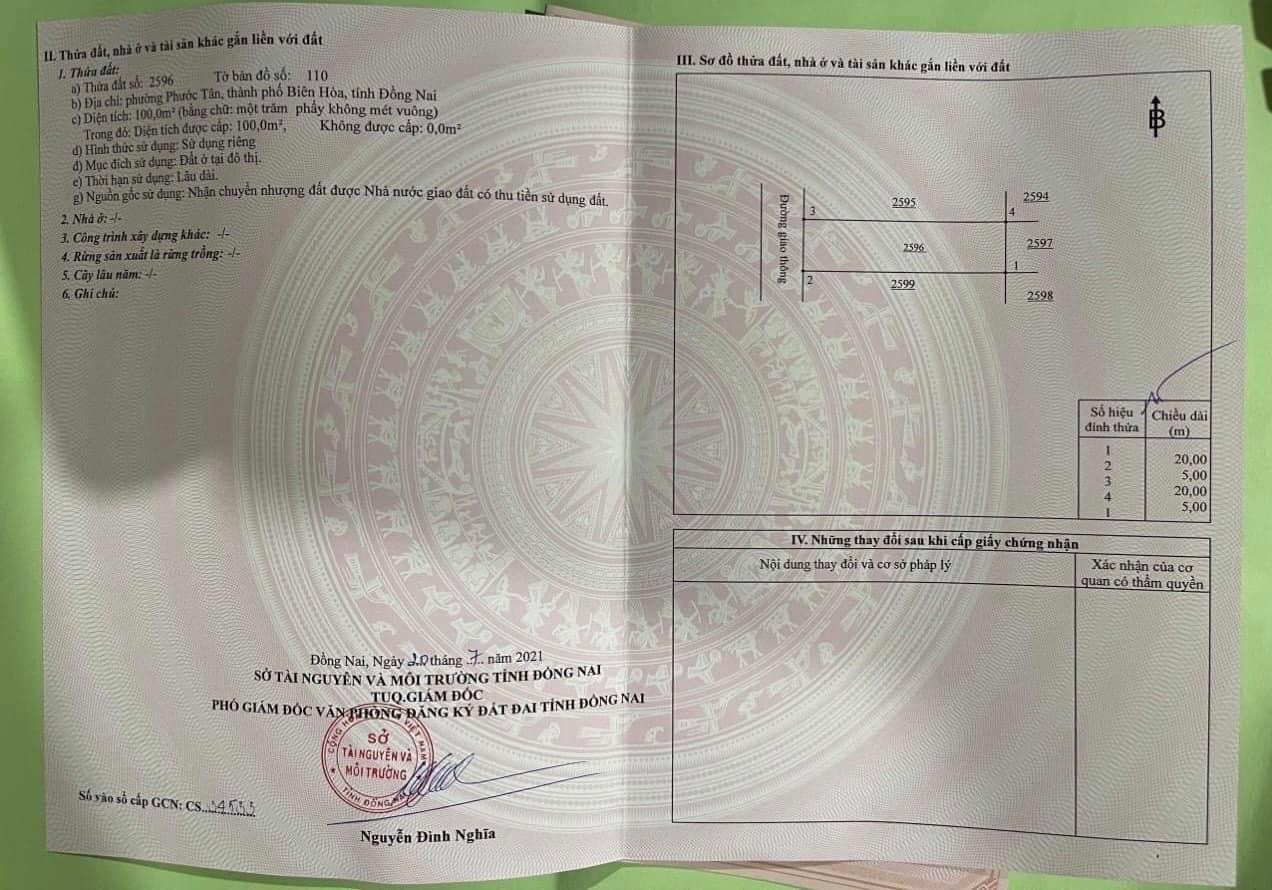 II. Thửa đất, nhà ở và tài sản khác gắn liền với đất
1. Thửa đất:
a) Thửa đất số: 2596 Tờ bản đồ số: 110
b) Địa chỉ: phường Phước Tân, thành phố Biên Hòa, tỉnh Đồng Nai
c) Diện tích: 100,0m² (bằng chữ: một trăm phẩy không mét vuông)
Trong đó: Diện tích được cấp: 100,0m², Không được cấp: 0,0m²
d) Hình thức sử dụng: Sử dụng riêng
đ) Mục đích sử dụng: Đất ở tại đô thị.
e) Thời hạn sử dụng: Lâu dài.
g) Nguồn gốc sử dụng: Nhận chuyển nhượng đất được Nhà nước giao đất có thu tiền sử dụng đất.
2. Nhà ở: -/-
3. Công trình xây dựng khác: -/-
4. Rừng sản xuất là rừng trồng: -/-
5. Cây lâu năm: -/-
6. Ghi chú:
Đồng Nai, Ngày 20 tháng 7 năm 2021
SỞ TÀI NGUYÊN VÀ MÔI TRƯỜNG TỈNH ĐỒNG NAI
TUQ.GIÁM ĐỐC
PHÓ GIÁM ĐỐC VĂN PHÒNG ĐĂNG KÝ ĐẤT ĐAI TỈNH ĐỒNG NAI
SỞ
TÀI NGUYÊN VÀ
MÔI TRƯỜNG
TỈNH ĐỒNG NAI
Số vào sổ cấp GCN: CS
Nguyễn Đình Nghĩa
III. Sơ đồ thửa đất, nhà ở và tài sản khác gắn liền với đất
B
Đường giao thông
3 2595 4 2594
2596 2597
2 2599 1
2598
Số hiệu đỉnh thửa Chiều dài (m)
1
20,00
2
5,00
3
20,00
4
5,00
1
IV. Những thay đổi sau khi cấp giấy chứng nhận
Nội dung thay đổi và cơ sở pháp lý
Xác nhận của cơ
quan có thẩm quyền